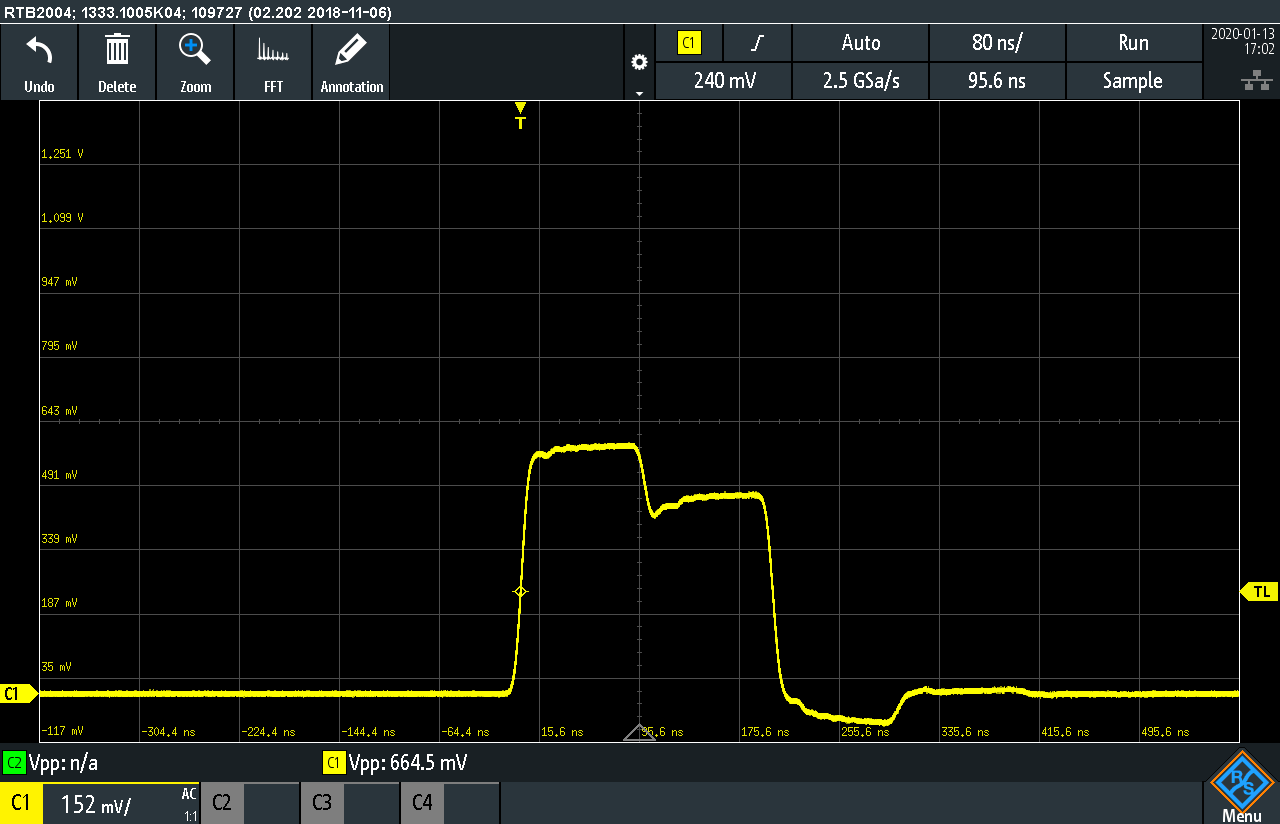 RTB2004; 1333.1005K04; 109727 (02.202 2018-11-06)
Undo
Delete
Zoom
FFT
Annotation
C1
Auto
80 ns/
Run
2020-01-13
17:02
240 mV
2.5 GSa/s
95.6 ns
Sample
T
1.251 V
1.099 V
947 mV
795 mV
643 mV
491 mV
339 mV
187 mV
TL
35 mV
C1
-117 mV
-304.4 ns
-224.4 ns
-144.4 ns
-64.4 ns
15.6 ns
95.6 ns
175.6 ns
255.6 ns
335.6 ns
415.6 ns
495.6 ns
C2 Vpp: n/a
C1 Vpp: 664.5 mV
C1
152 mV/
AC
1:1
C2
C3
C4
R S
Menu